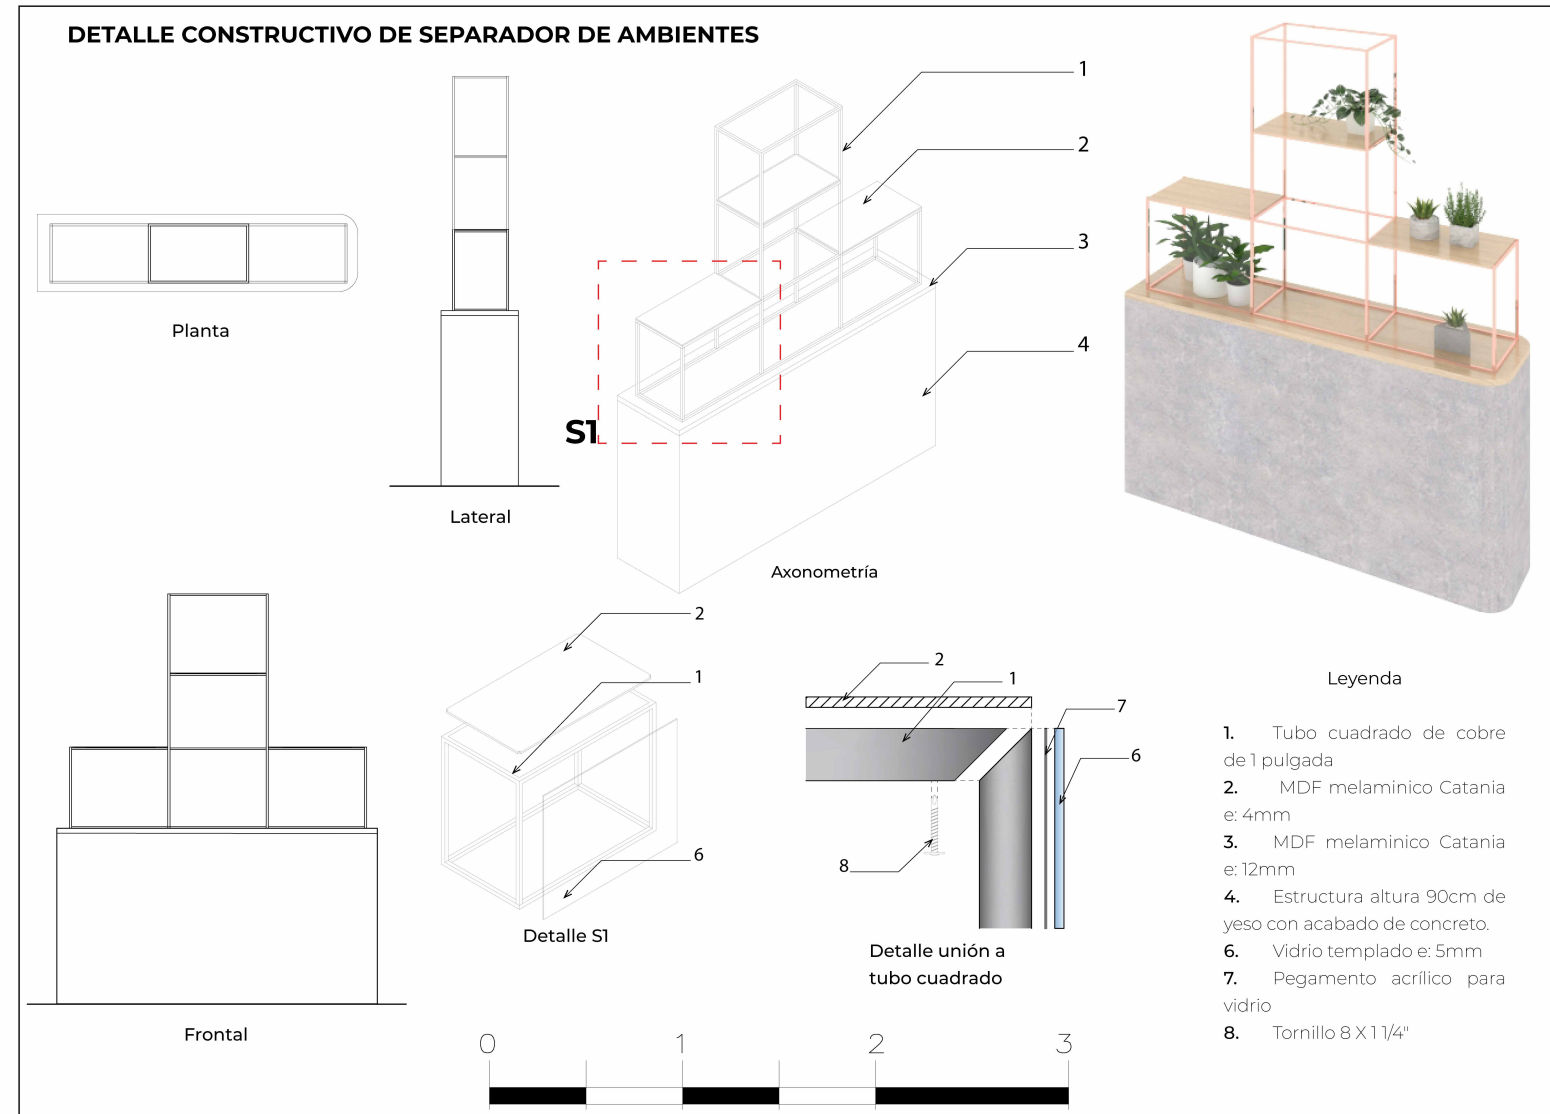 DETALLE CONSTRUCTIVO DE SEPARADOR DE AMBIENTES
Planta
Lateral
1
2
3
4
S1
Axonometría
Frontal
2
1
6
Detalle S1
2
1
7
6
8
Detalle unión a
tubo cuadrado
Leyenda
1. Tubo cuadrado de cobre
de 1 pulgada
2. MDF melaminico Catania
e: 4mm
3. MDF melaminico Catania
e: 12mm
4. Estructura altura 90cm de
yeso con acabado de concreto.
6. Vidrio templado e: 5mm
7. Pegamento acrílico para
vidrio
8. Tornillo 8 X 1 1/4"
0 1 2 3